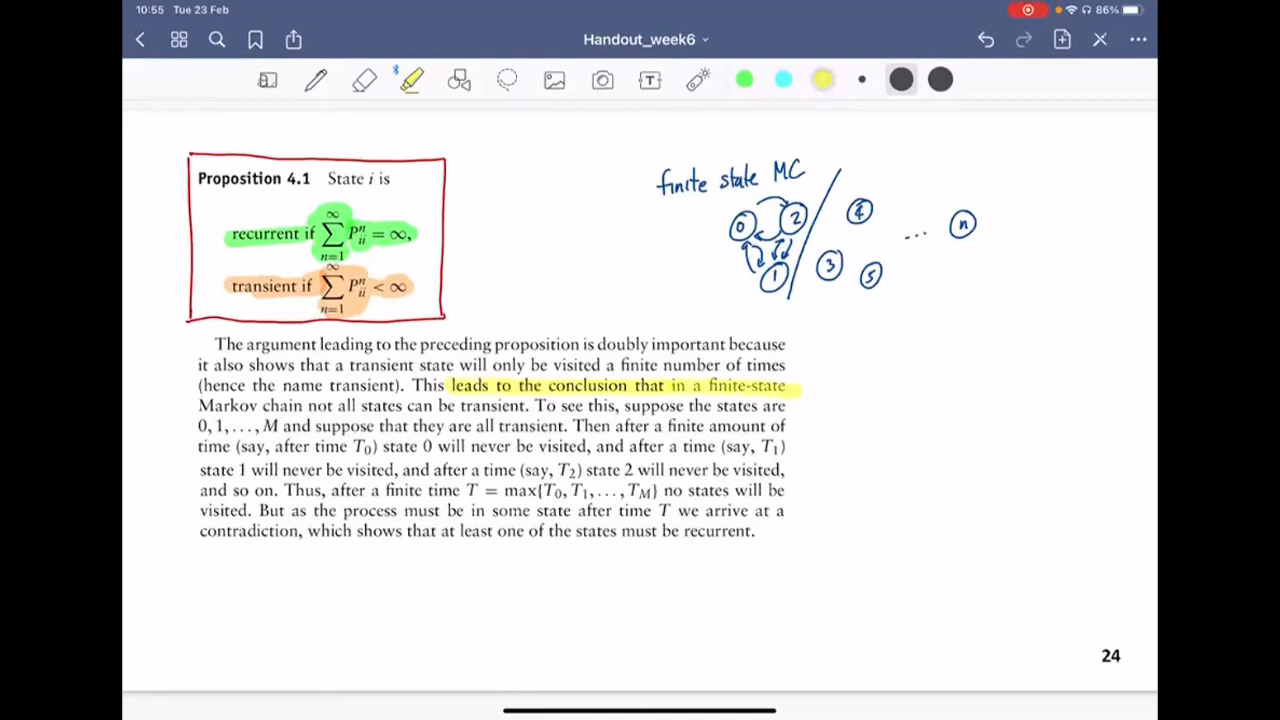 10:55 Tue 23 Feb
86%
Handout_week6
T
Proposition 4.1 State i is
recurrent if ∑_{n=1}^{∞} P_{ii}^{n} = ∞,
transient if ∑_{n=1}^{∞} P_{ii}^{n} < ∞
finite state MC
0 2 4 ... n
1 3 5
The argument leading to the preceding proposition is doubly important because
it also shows that a transient state will only be visited a finite number of times
(hence the name transient). This leads to the conclusion that in a finite-state
Markov chain not all states can be transient. To see this, suppose the states are
0, 1, . . . , M and suppose that they are all transient. Then after a finite amount of
time (say, after time T₀) state 0 will never be visited, and after a time (say, T₁)
state 1 will never be visited, and after a time (say, T₂) state 2 will never be visited,
and so on. Thus, after a finite time T = max{T₀, T₁, . . . , T_M} no states will be
visited. But as the process must be in some state after time T we arrive at a
contradiction, which shows that at least one of the states must be recurrent.
24